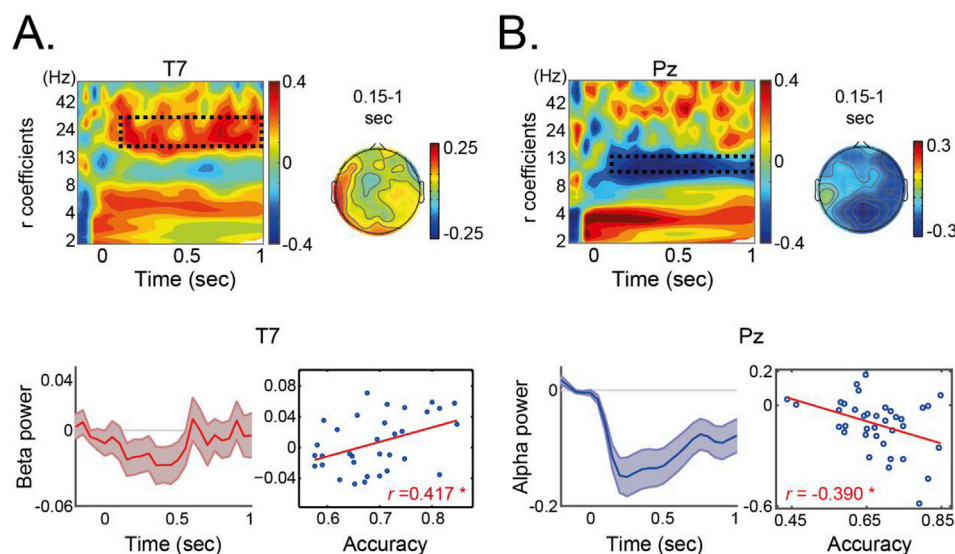 A.
T7
(Hz)
42
24
13
8
4
2
r coefficients
0
1
Time (sec)
0.4
0
-0.4
0.15-1
sec
0.25
-0.25
B.
Pz
(Hz)
42
24
13
8
4
2
r coefficients
0
1
Time (sec)
0.4
0
-0.4
0.15-1
sec
0.3
-0.3
T7
Beta power
0.04
0
-0.06
0
0.5
1
Time (sec)
0.08
0.04
0
-0.04
r =0.417 *
0.6
0.7
0.8
Accuracy
Pz
Alpha power
0
-0.2
0
0.5
1
Time (sec)
0.2
0
-0.6
r = -0.390 *
0.45
0.65
0.85
Accuracy